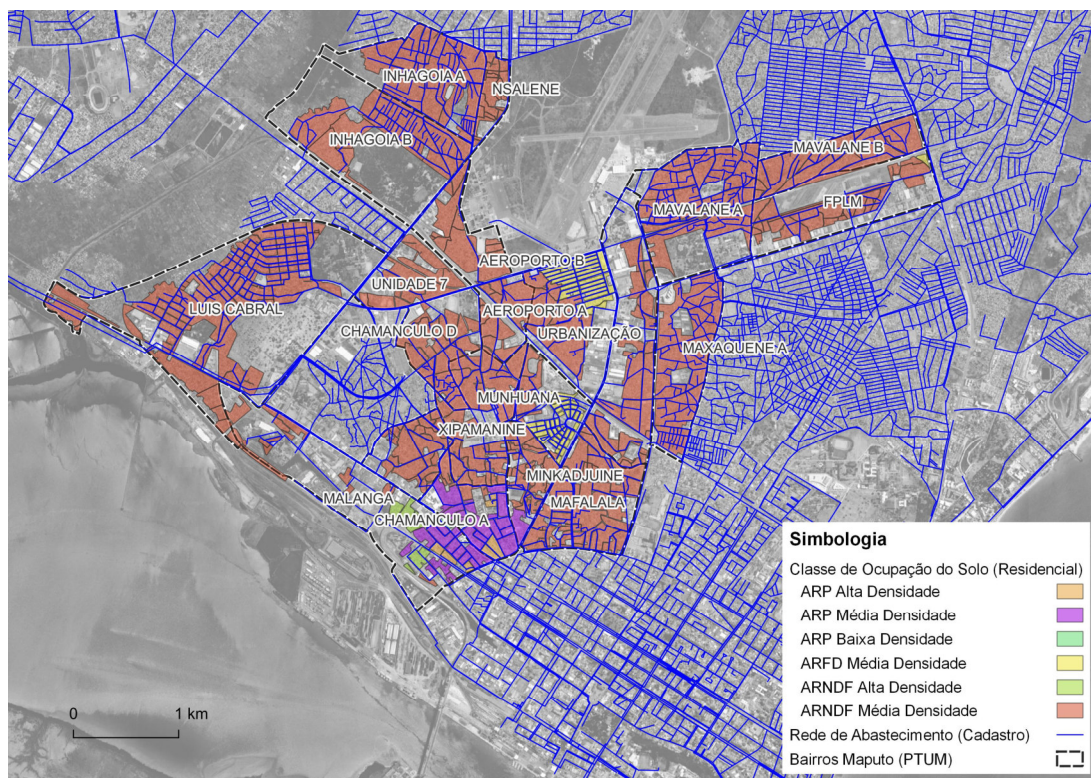 INHAGOIA A
NSALENE
INHAGOIA B
MAVALANE B
MAVALANE A
FPLM
AEROPORTO B
UNIDADE 7
LUIS CABRAL
AEROPORTO A
CHAMANCULO D
URBANIZAÇÃO
MAXAQUENE A
MUNHUANA
XIPAMANINE
MINKADJUINE
MALANGA
MAFALALA
CHAMANCULO A
0 1 km
Simbologia
Classe de Ocupação do Solo (Residencial)
ARP Alta Densidade
ARP Média Densidade
ARP Baixa Densidade
ARFD Média Densidade
ARNDF Alta Densidade
ARNDF Média Densidade
Rede de Abastecimento (Cadastro)
Bairros Maputo (PTUM)